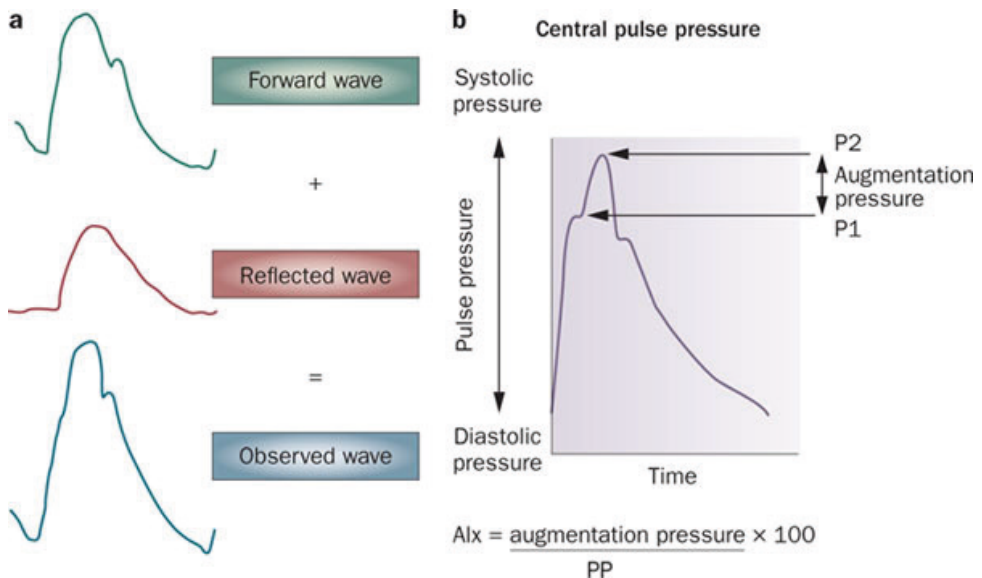 a
Forward wave
+
Reflected wave
=
Observed wave
b
Central pulse pressure
Systolic
pressure
Pulse pressure
Diastolic
pressure
P2
Augmentation
pressure
P1
Time
AIx = augmentation pressure × 100
PP